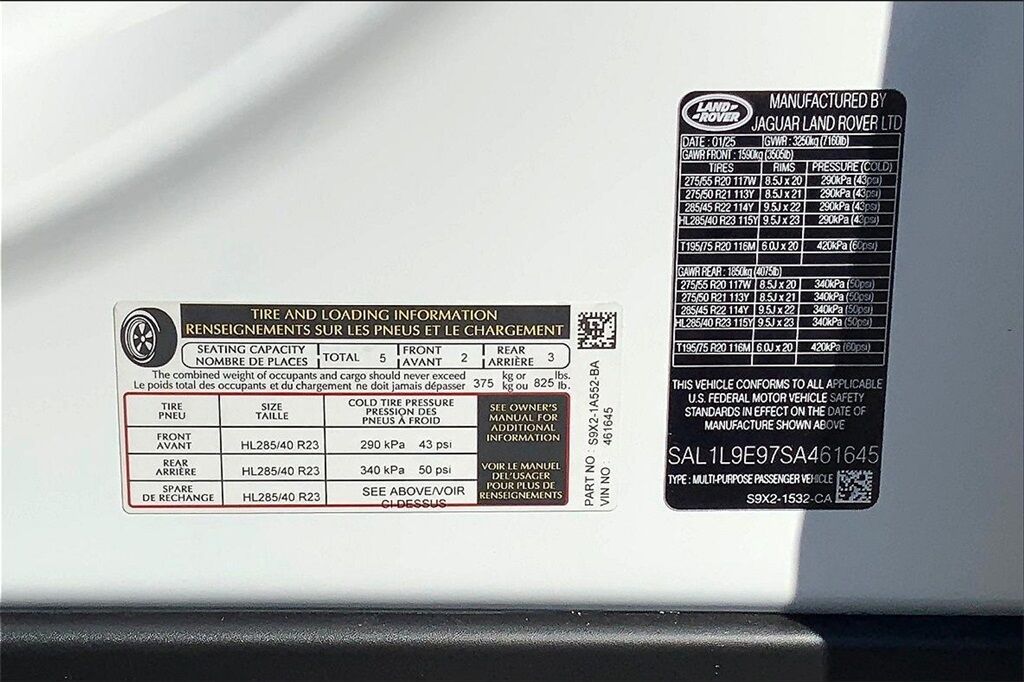 TIRE AND LOADING INFORMATION
RENSEIGNEMENTS SUR LES PNEUS ET LE CHARGEMENT
SEATING CAPACITY
NOMBRE DE PLACES
TOTAL 5
FRONT
AVANT 2
REAR
ARRIÈRE 3
The combined weight of occupants and cargo should never exceed 375 kg or 825 lbs.
Le poids total des occupants et du chargement ne doit jamais dépasser kg ou lb.
TIRE
PNEU
SIZE
TAILLE
COLD TIRE PRESSURE
PRESSION DES
PNEUS À FROID
FRONT
AVANT
HL285/40 R23
290 kPa 43 psi
REAR
ARRIÈRE
HL285/40 R23
340 kPa 50 psi
SPARE
DE RECHANGE
HL285/40 R23
SEE ABOVE/VOIR
CI-DESSUS
SEE OWNER'S
MANUAL FOR
ADDITIONAL
INFORMATION
VOIR LE MANUEL
DE L'USAGER
POUR PLUS DE
RENSEIGNEMENTS
PART NO : S9X2-1A552-BA
VIN NO : 461645
LAND-
-ROVER
MANUFACTURED BY
JAGUAR LAND ROVER LTD
DATE : 01/25 GVWR : 3250kg (7160lb)
GAWR FRONT : 1590kg (3505lb)
TIRES RIMS PRESSURE (COLD)
275/55 R20 117W 8.5J x 20 290kPa (43psi)
275/50 R21 113Y 8.5J x 21 290kPa (43psi)
285/45 R22 114Y 9.5J x 22 290kPa (43psi)
HL285/40 R23 115Y 9.5J x 23 290kPa (43psi)
T195/75 R20 116M 6.0J x 20 420kPa (60psi)
GAWR REAR : 1850kg (4075lb)
275/55 R20 117W 8.5J x 20 340kPa (50psi)
275/50 R21 113Y 8.5J x 21 340kPa (50psi)
285/45 R22 114Y 9.5J x 22 340kPa (50psi)
HL285/40 R23 115Y 9.5J x 23 340kPa (50psi)
T195/75 R20 116M 6.0J x 20 420kPa (60psi)
THIS VEHICLE CONFORMS TO ALL APPLICABLE
U.S. FEDERAL MOTOR VEHICLE SAFETY
STANDARDS IN EFFECT ON THE DATE OF
MANUFACTURE SHOWN ABOVE
SAL1L9E97SA461645
TYPE : MULTI-PURPOSE PASSENGER VEHICLE
S9X2-1532-CA